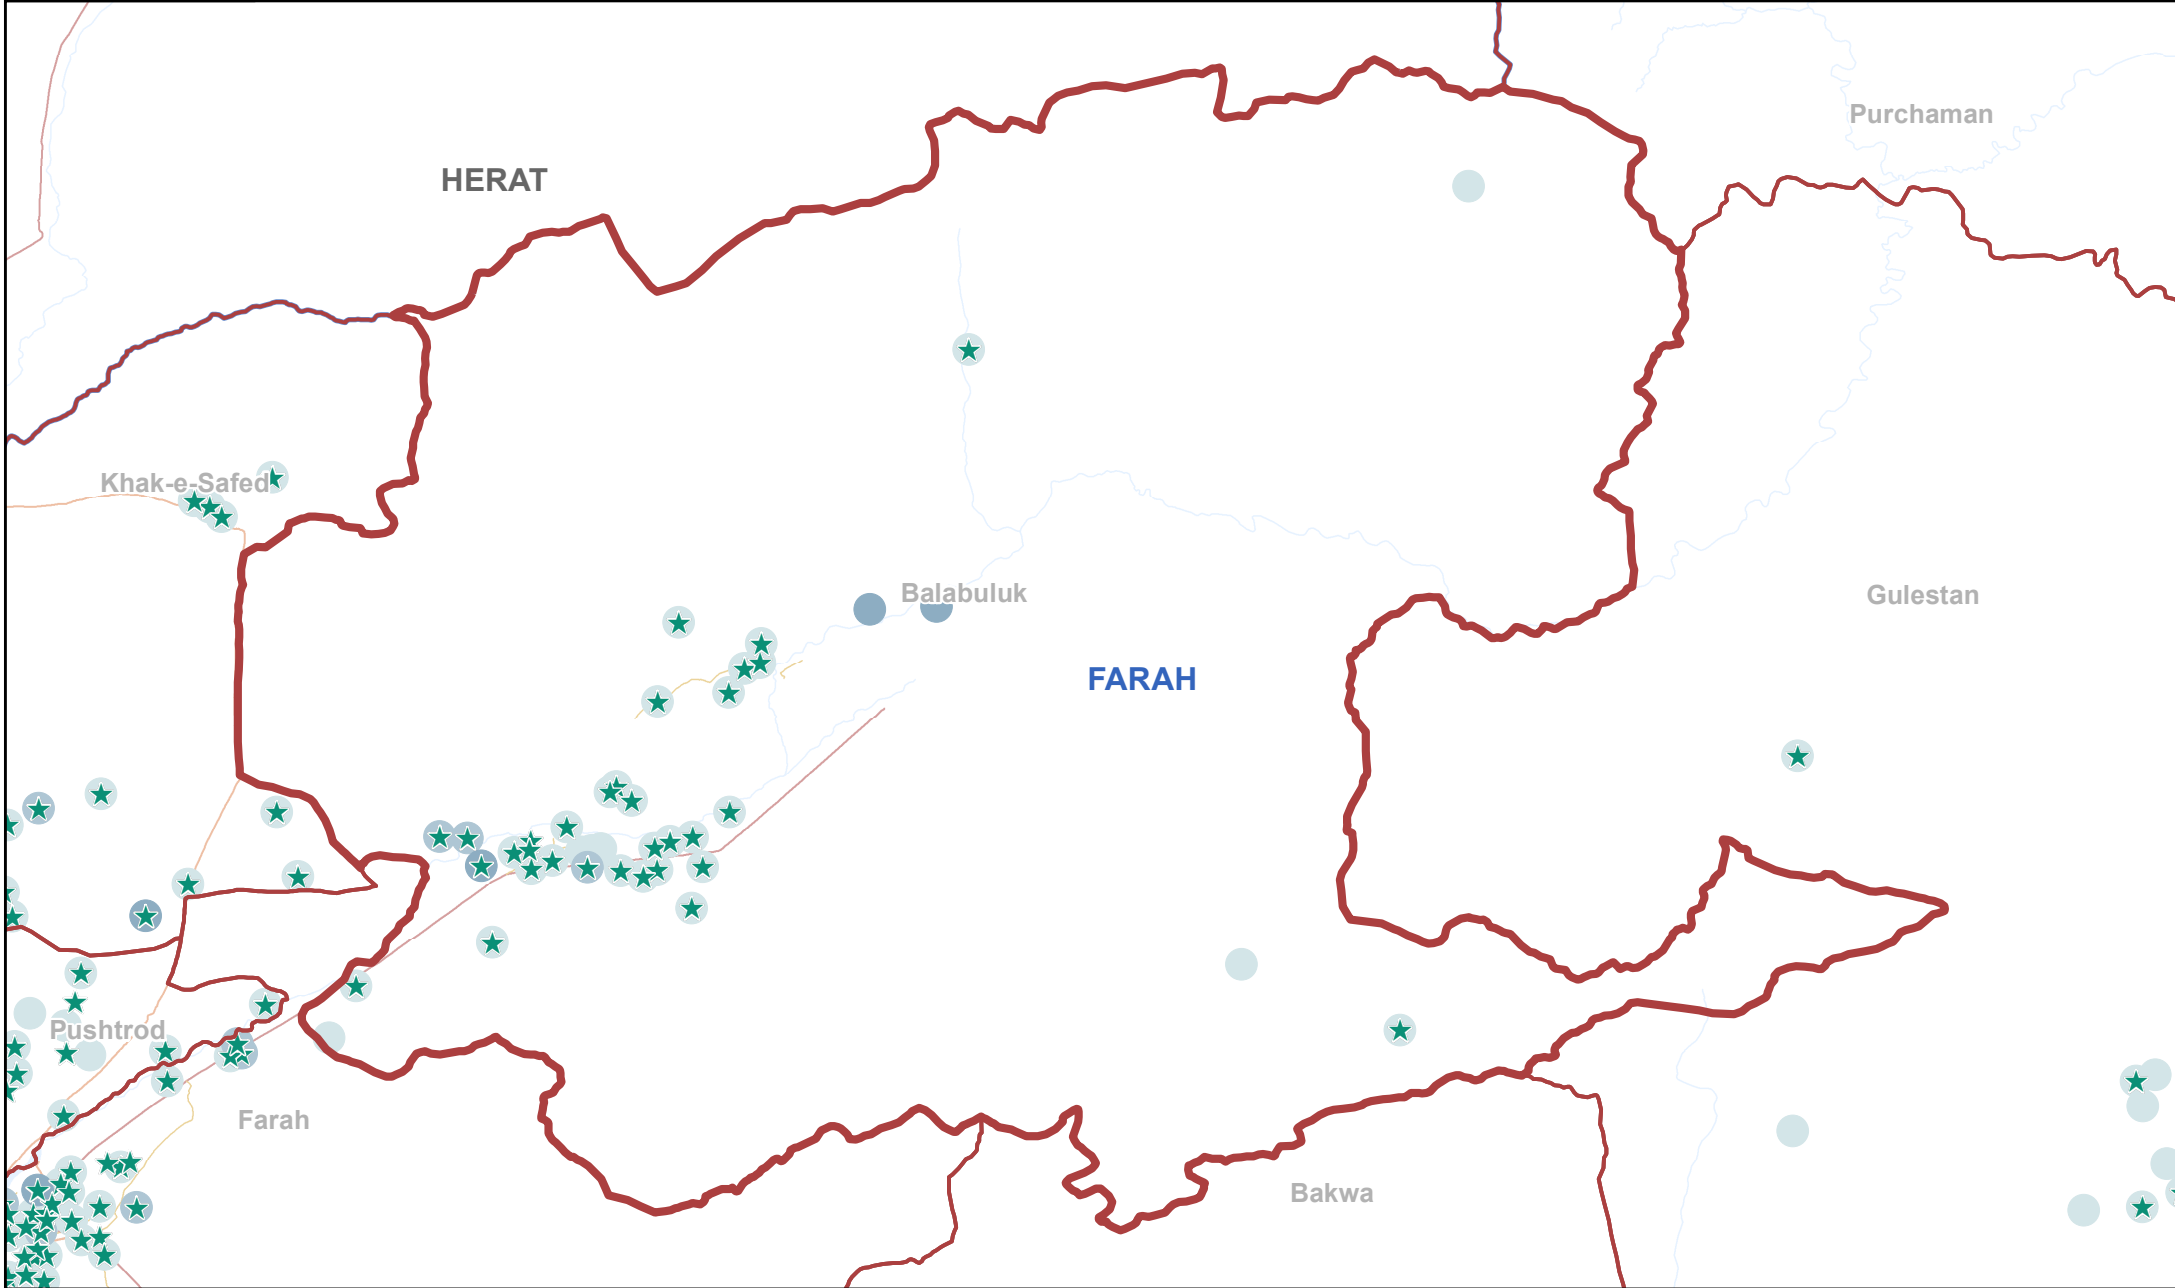 Purchaman
HERAT
Khak-e-Safed
Balabuluk
Gulestan
FARAH
Pushtrod
Farah
Bakwa